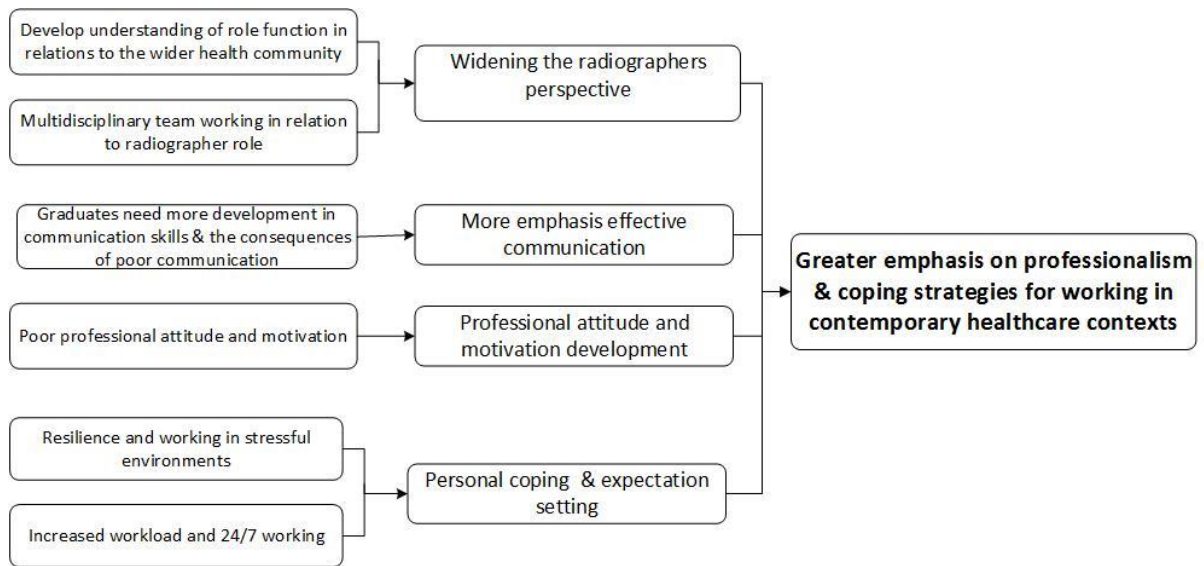 Develop understanding of role function in
relations to the wider health community
Multidisciplinary team working in relation
to radiographer role
Widening the radiographers
perspective
Graduates need more development in
communication skills & the consequences
of poor communication
More emphasis effective
communication
Poor professional attitude and motivation
Professional attitude and
motivation development
Resilience and working in stressful
environments
Increased workload and 24/7 working
Personal coping & expectation
setting
Greater emphasis on professionalism
& coping strategies for working in
contemporary healthcare contexts